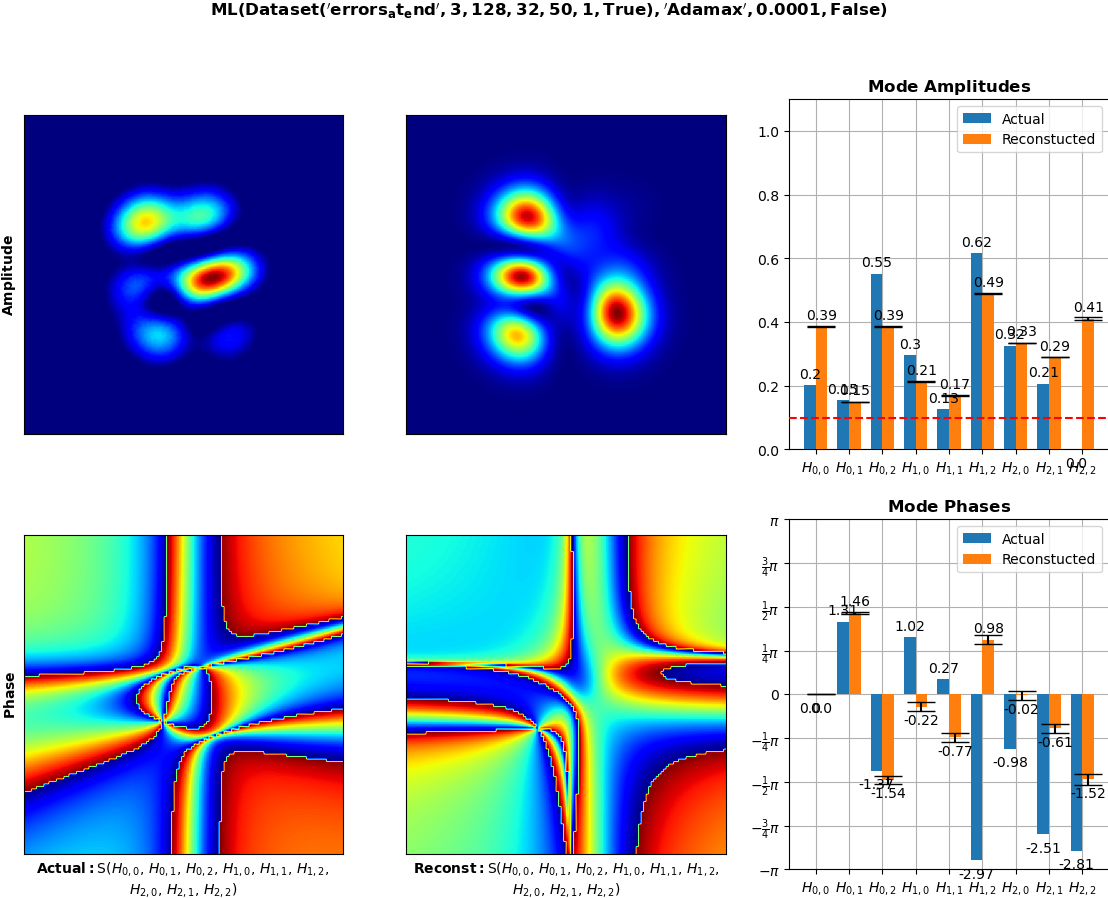 ML(Dataset('errors_at_end', 3, 128, 32, 50, 1, True), 'Adamax', 0.0001, False)
Amplitude
Mode Amplitudes
Actual
Reconstucted
1.0
0.8
0.6
0.4
0.2
0.0
0.2
0.39
0.15
0.15
0.55
0.39
0.3
0.21
0.13
0.17
0.62
0.49
0.32
0.33
0.21
0.29
0.0
0.41
H0,0 H0,1 H0,2 H1,0 H1,1 H1,2 H2,0 H2,1 H2,2
Phase
Mode Phases
Actual
Reconstucted
π
3/4π
1/2π
1/4π
0
−1/4π
−1/2π
−3/4π
−π
0.0
0.0
1.31
1.46
-1.37
-1.54
1.02
-0.22
0.27
-0.77
-2.97
0.98
-0.98
-0.02
-2.51
-0.61
-2.81
-1.52
H0,0 H0,1 H0,2 H1,0 H1,1 H1,2 H2,0 H2,1 H2,2
Actual: S(H0,0, H0,1, H0,2, H1,0, H1,1, H1,2,
H2,0, H2,1, H2,2)
Reconst: S(H0,0, H0,1, H0,2, H1,0, H1,1, H1,2,
H2,0, H2,1, H2,2)